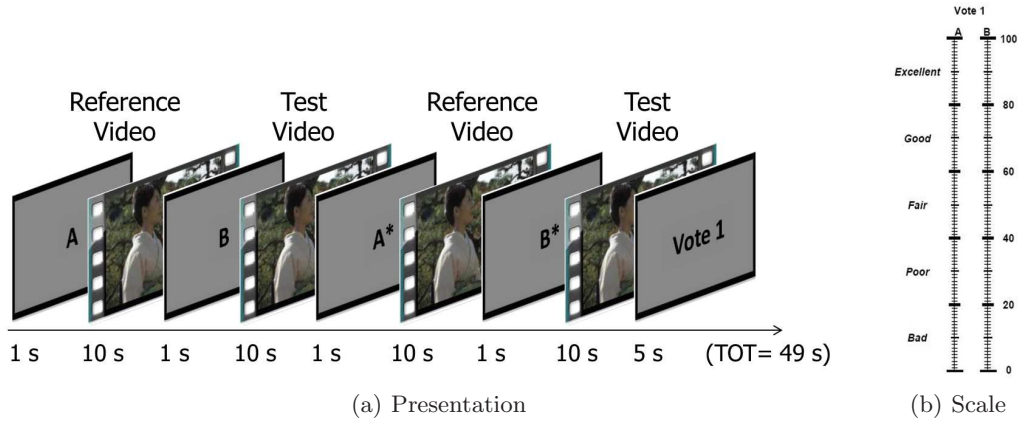 Reference
Video
Test
Video
Reference
Video
Test
Video
A
B
A*
B*
Vote 1
1 s
10 s
1 s
10 s
1 s
10 s
1 s
10 s
5 s
(TOT= 49 s)
(a) Presentation
Vote 1
A B
100
Excellent
80
Good
60
Fair
40
Poor
20
Bad
0
(b) Scale